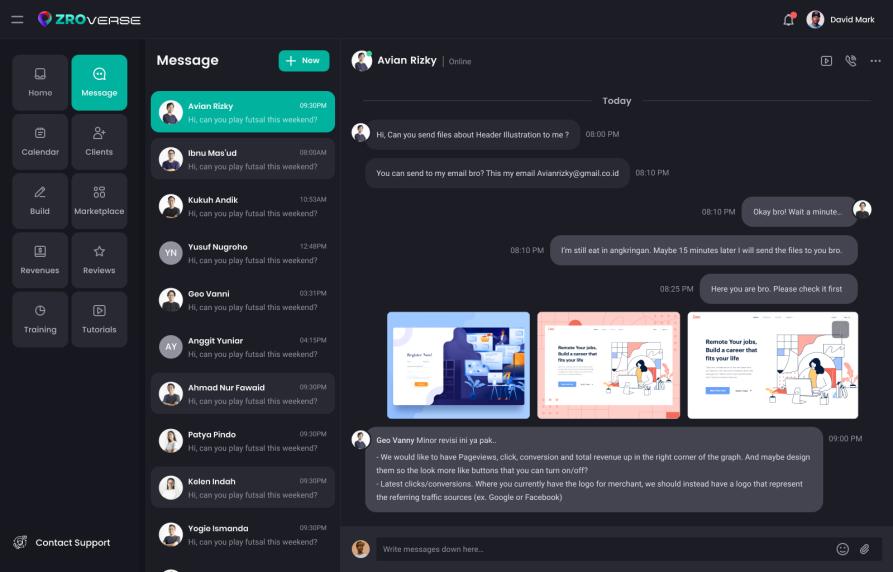 ZROVERSE
David Mark
Home
Message
Calendar
Clients
Build
Marketplace
Revenues
Reviews
Training
Tutorials
Contact Support
Message
New
Avian Rizky 09:30PM
Hi, can you play futsal this weekend?
Ibnu Mas'ud 08:00AM
Hi, can you play futsal this weekend?
Kukuh Andik 10:53AM
Hi, can you play futsal this weekend?
YN
Yusuf Nugroho 12:48PM
Hi, can you play futsal this weekend?
Geo Vanni 03:31PM
Hi, can you play futsal this weekend?
AY
Anggit Yuniar 04:15PM
Hi, can you play futsal this weekend?
Ahmad Nur Fawaid 09:30PM
Hi, can you play futsal this weekend?
Patya Pindo 09:30PM
Hi, can you play futsal this weekend?
Kelen Indah 09:30PM
Hi, can you play futsal this weekend?
Yogie Ismanda 09:30PM
Hi, can you play futsal this weekend?
Avian Rizky | Online
Today
Hi, Can you send files about Header Illustration to me ? 08:00 PM
You can send to my email bro? This my email Avianrizky@gmail.co.id 08:10 PM
08:10 PM Okay bro! Wait a minute..
08:10 PM I'm still eat in angkringan. Maybe 15 minutes later I will send the files to you bro.
08:25 PM Here you are bro. Please check it first
Register Now!
Remote Your jobs,
Build a career that
fits your life
Remote Your jobs,
Build a career that
fits your life
Geo Vanny Minor revisi ini ya pak.. 09:00 PM
- We would like to have Pageviews, click, conversion and total revenue up in the right corner of the graph. And maybe design
them so the look more like buttons that you can turn on/off?
- Latest clicks/conversions. Where you currently have the logo for merchant, we should instead have a logo that represent
the referring traffic sources (ex. Google or Facebook)
Write messages down here..